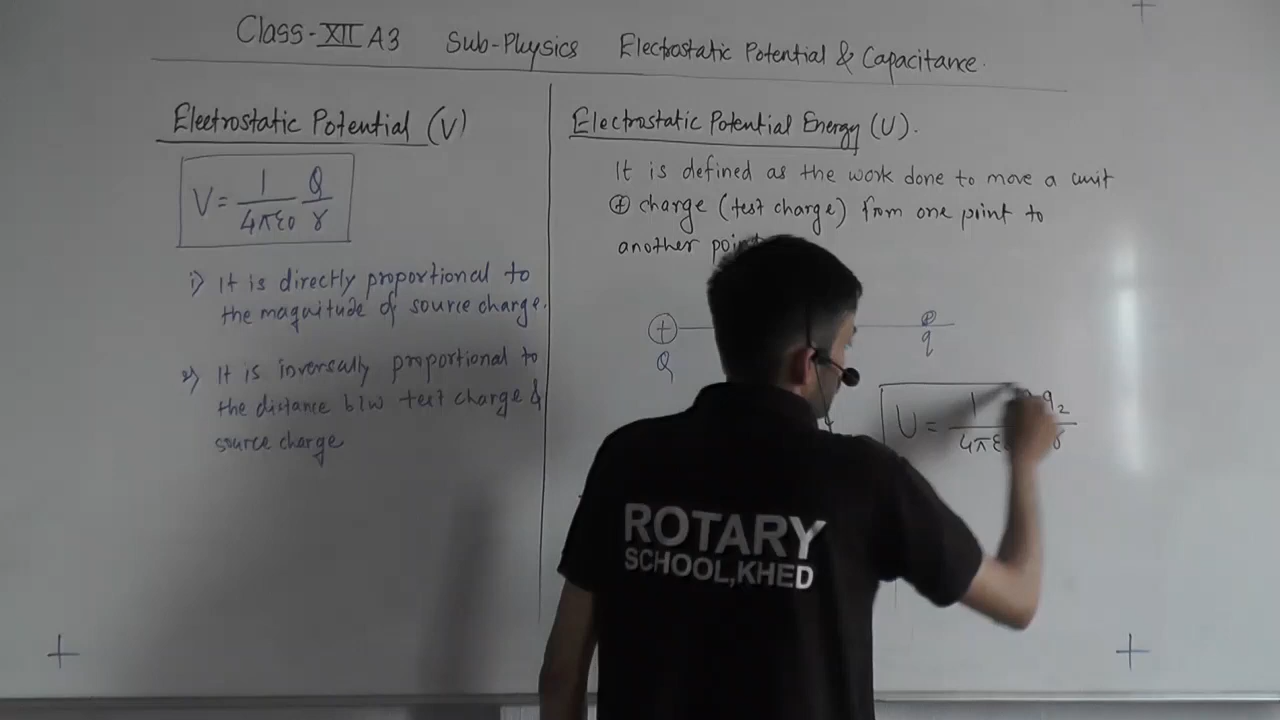 Class-XII A3 Sub-Physics Electrostatic Potential & Capacitance.
Electrostatic Potential (V)
V = 1/4πε0 Q/r
i) It is directly proportional to
the magnitude of source charge.
2) It is inversally proportional to
the distance b/w test charge &
source charge
Electrostatic Potential Energy (U).
It is defined as the work done to move a unit
⊕ charge (test charge) from one point to
another point
+ ⊕
Q q
U = 1/4πε0 q2/r
ROTARY
SCHOOL,KHED